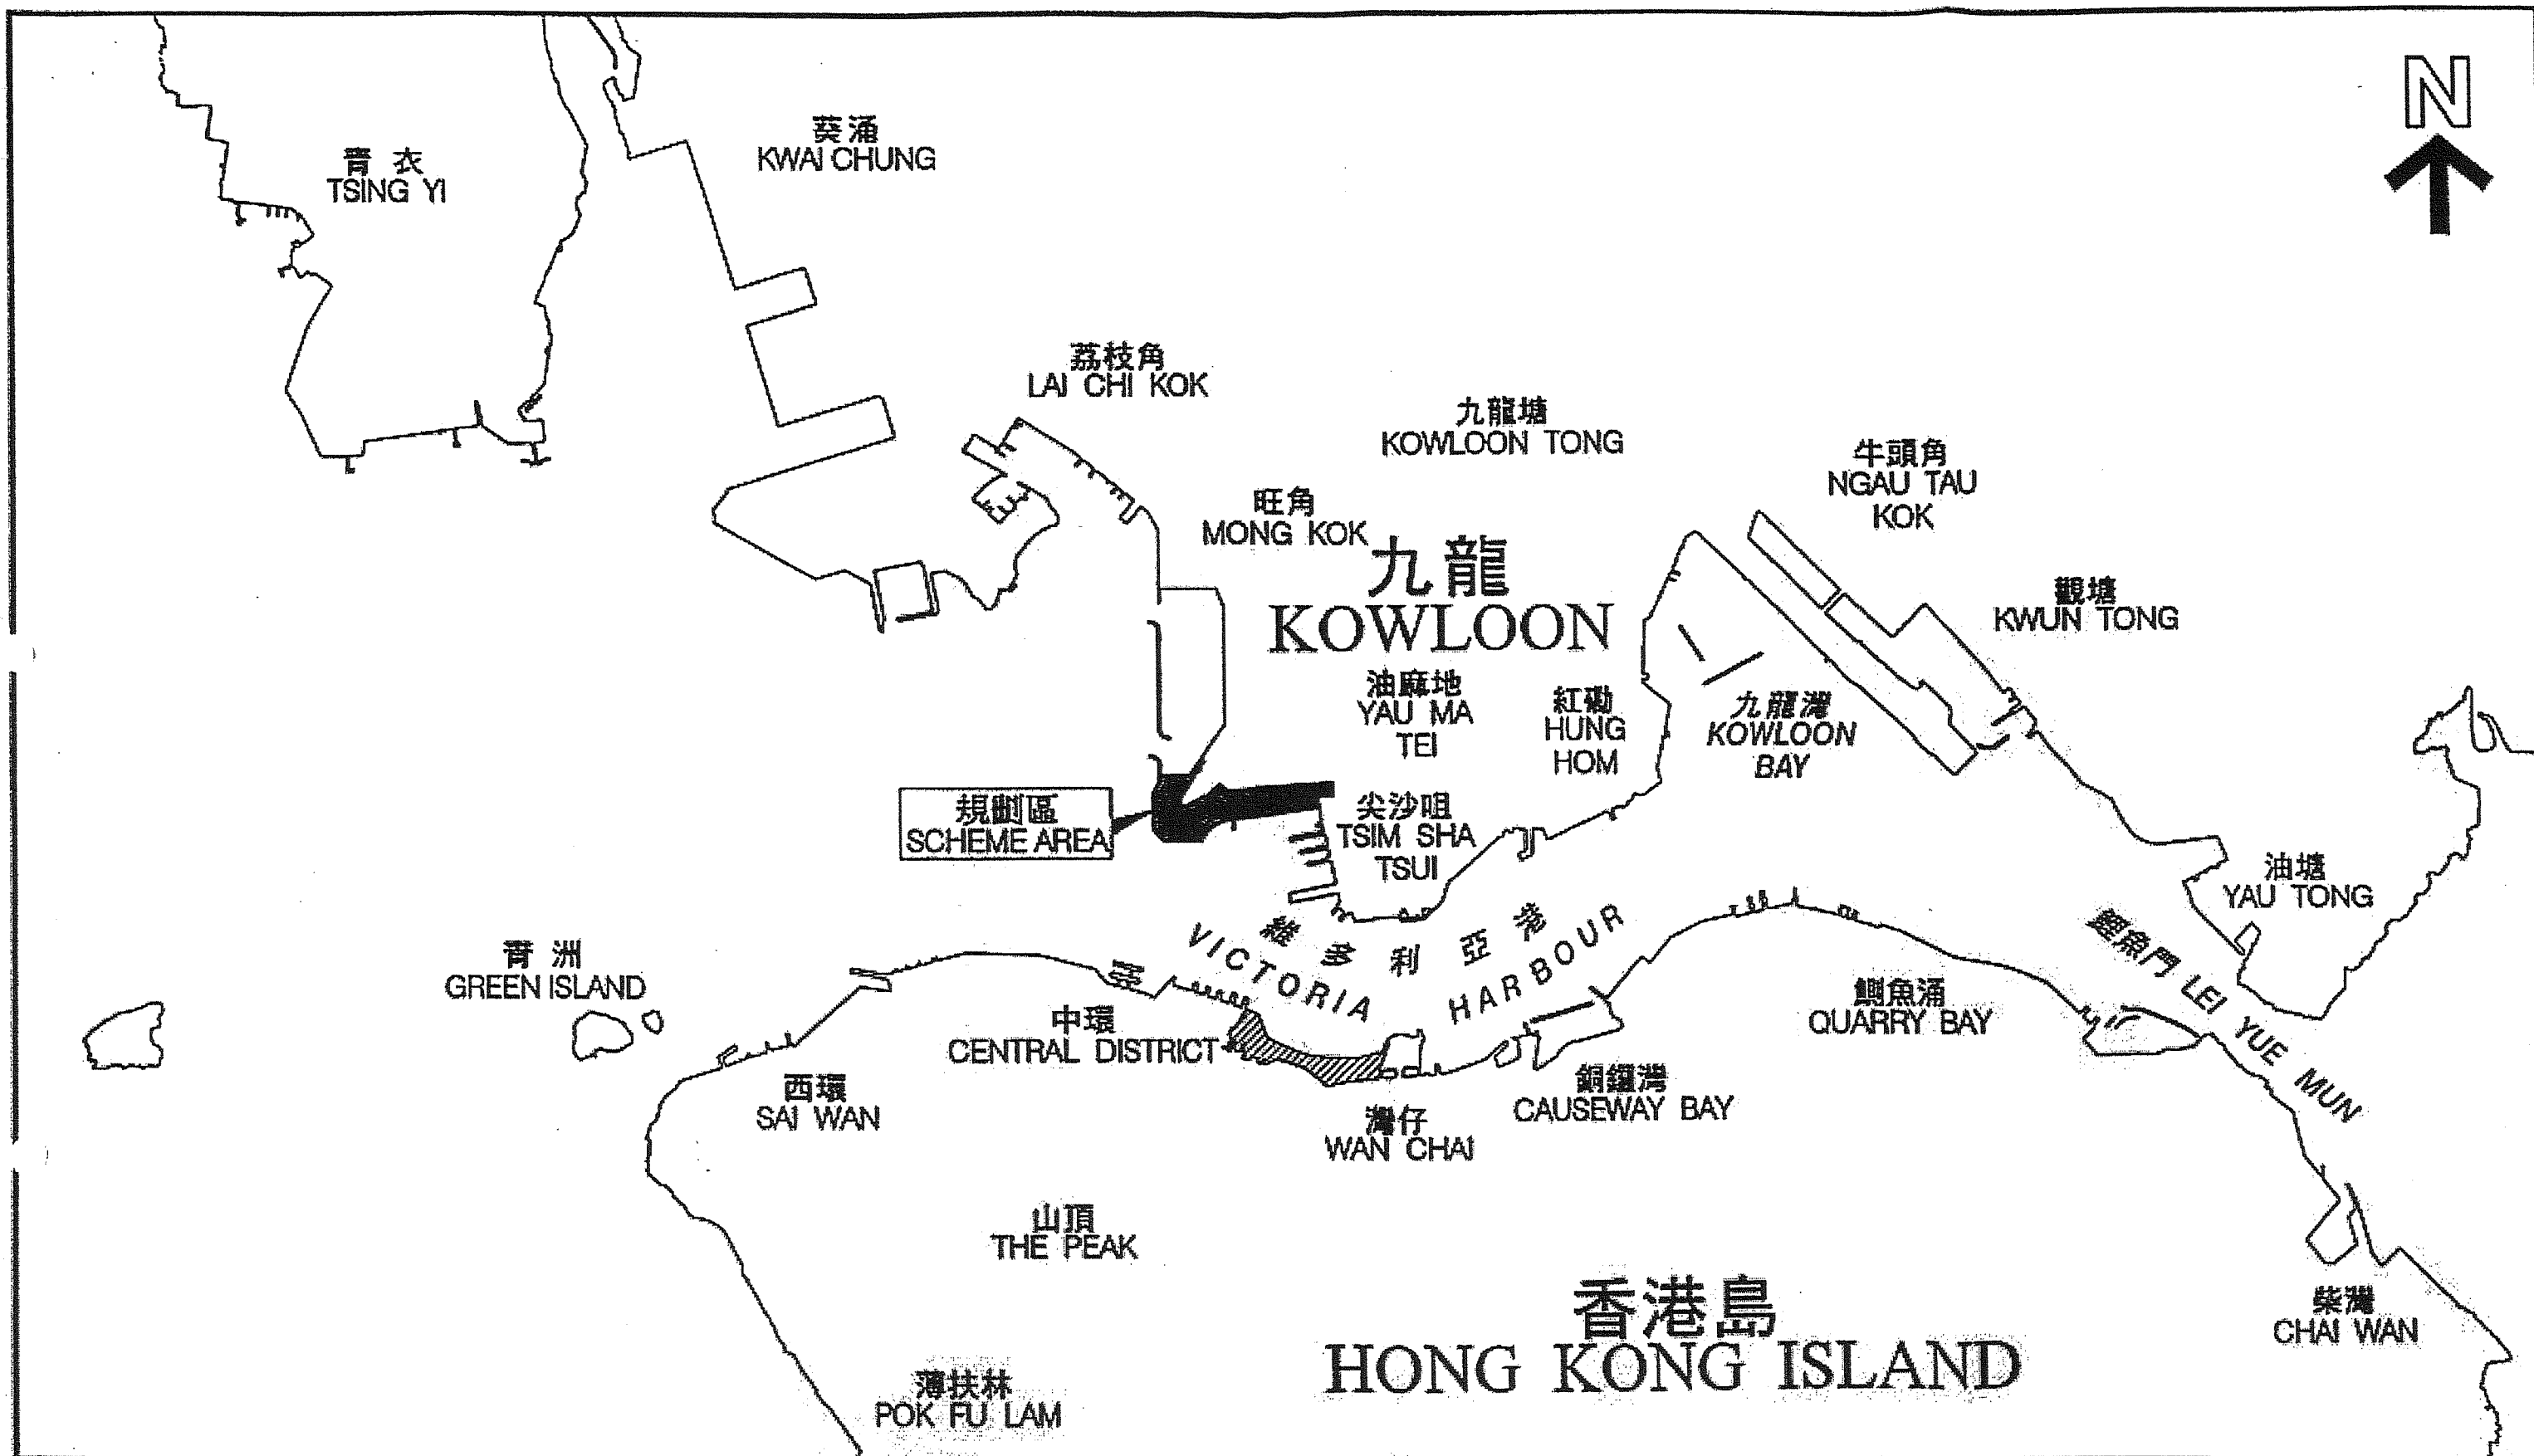 N
葵涌
KWAI CHUNG
青衣
TSING YI
荔枝角
LAI CHI KOK
九龍塘
KOWLOON TONG
牛頭角
NGAU TAU
KOK
旺角
MONG KOK
九龍
KOWLOON
觀塘
KWUN TONG
油麻地
YAU MA
TEI
紅磡
HUNG
HOM
九龍灣
KOWLOON
BAY
規劃區
SCHEME AREA
尖沙咀
TSIM SHA
TSUI
油塘
YAU TONG
維多利亞港
VICTORIA HARBOUR
鯉魚門 LEI YUE MUN
青洲
GREEN ISLAND
中環
CENTRAL DISTRICT
鰂魚涌
QUARRY BAY
西環
SAI WAN
銅鑼灣
CAUSEWAY BAY
灣仔
WAN CHAI
山頂
THE PEAK
香港島
HONG KONG ISLAND
柴灣
CHAI WAN
薄扶林
POK FU LAM